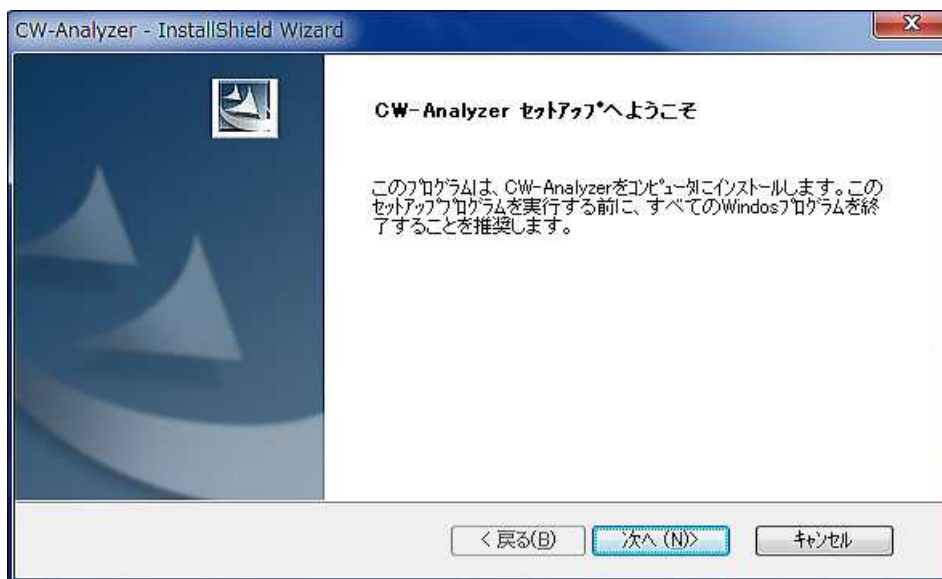 CW-Analyzer - InstallShield Wizard
CW-Analyzer ｾｯﾄｱｯﾌﾟへようこそ
このﾌﾟﾛｸﾞﾗﾑは、CW-Analyzerをｺﾝﾋﾟｭｰﾀにｲﾝｽﾄｰﾙします。この
ｾｯﾄｱｯﾌﾟﾌﾟﾛｸﾞﾗﾑを実行する前に、すべてのWindosﾌﾟﾛｸﾞﾗﾑを終
了することを推奨します。
< 戻る(B) 次へ (N)> ｷｬﾝｾﾙ